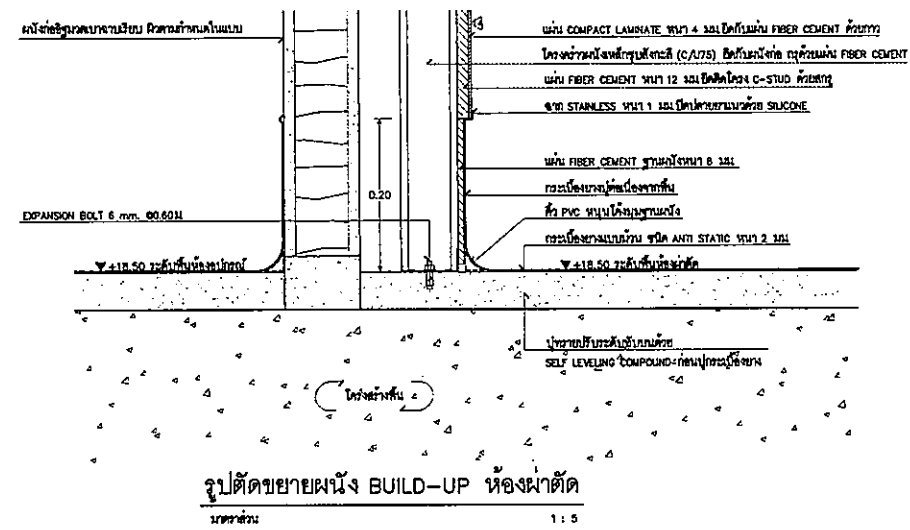 ผนังก่ออิฐมวลเบาฉาบเรียบ ผิวตามกำหนดในแบบ
แผ่น COMPACT LAMINATE หนา 4 มม.ยึดกับแผ่น FIBER CEMENT ด้วยกาว
โครงคร่าวผนังเหล็กชุบสังกะสี (C/U75) ยึดกับผนังก่อ กรุด้วยแผ่น FIBER CEMENT
แผ่น FIBER CEMENT หนา 12 มม.ยึดติดโครง C-STUD ด้วยสกรู
ฉาก STAINLESS หนา 1 มม.ปิดปลายยาแนวด้วย SILICONE
แผ่น FIBER CEMENT ฐานผนังหนา 8 มม.
0.20
กระเบื้องยางปูต่อเนื่องจากพื้น
EXPANSION BOLT 6 mm. @0.60ม.
คิ้ว PVC หนุนโค้งมุมฐานผนัง
กระเบื้องยางแบบม้วน ชนิด ANTI STATIC หนา 2 มม.
+18.50 ระดับพื้นห้องอุปกรณ์
+18.50 ระดับพื้นห้องผ่าตัด
ปูทรายปรับระดับทับบนด้วย
SELF LEVELING COMPOUND ก่อนปูกระเบื้องยาง
โครงสร้างพื้น
รูปตัดขยายผนัง BUILD-UP ห้องผ่าตัด
มาตราส่วน 1 : 5